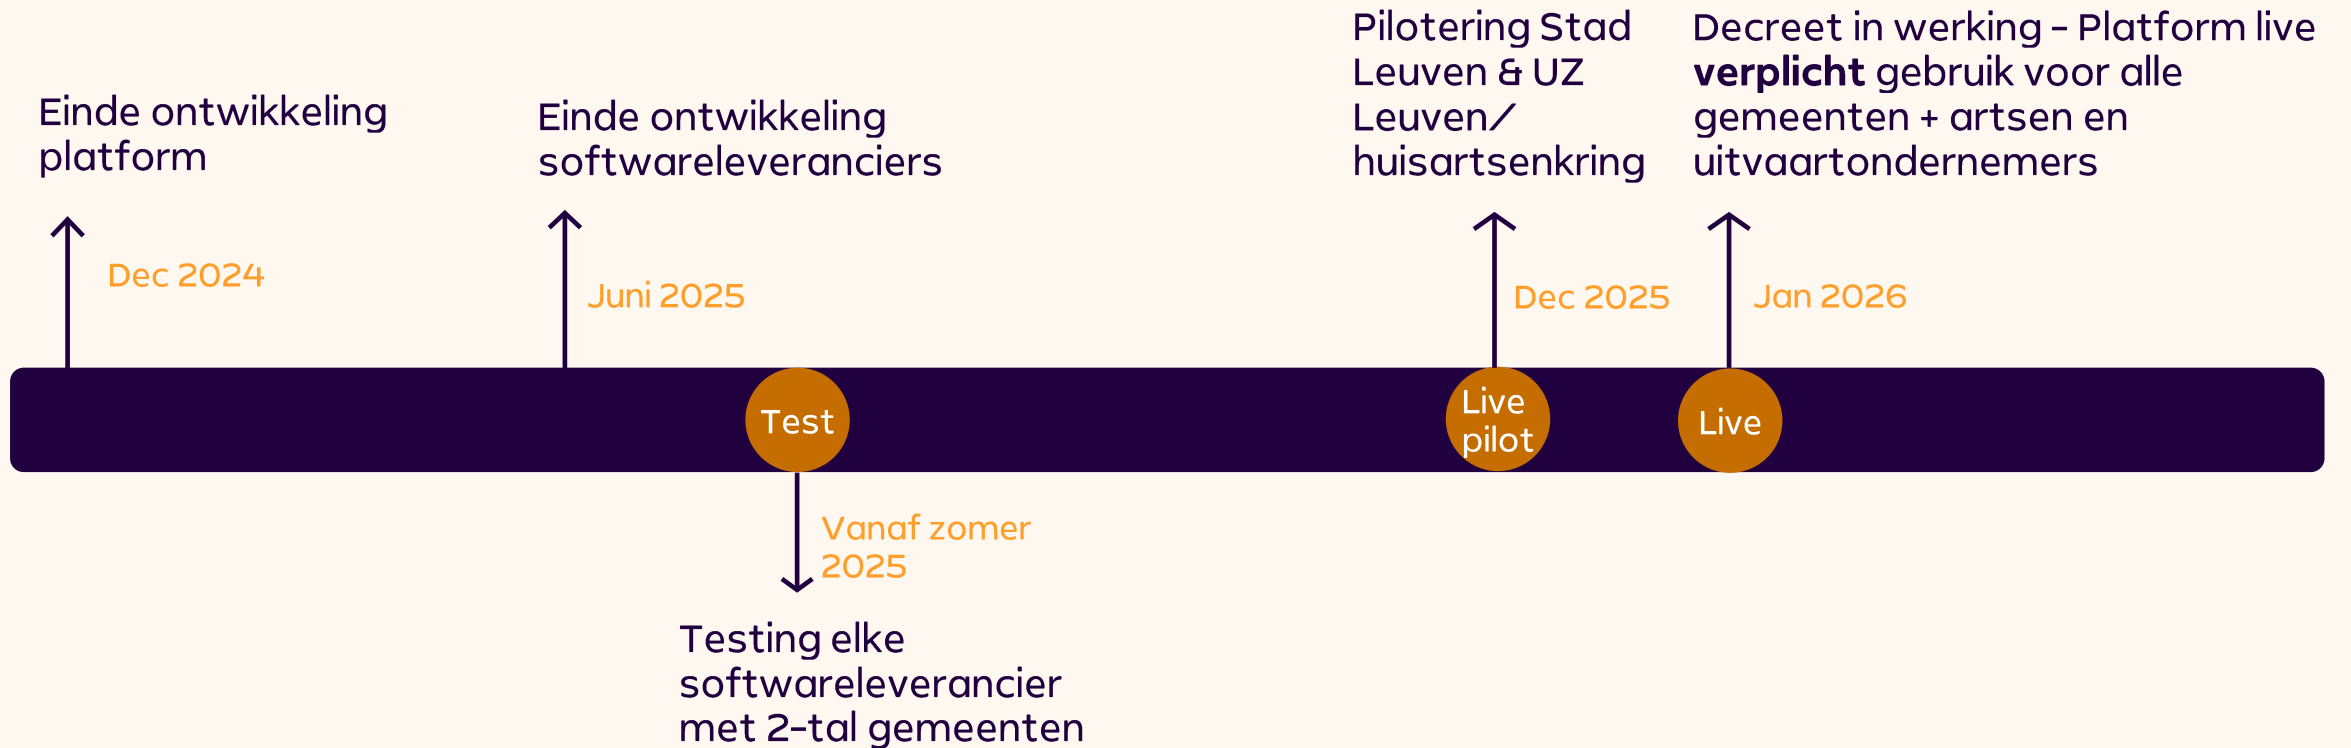 Einde ontwikkeling
platform
Dec 2024
Einde ontwikkeling
softwareleveranciers
Juni 2025
Test
Vanaf zomer
2025
Testing elke
softwareleverancier
met 2-tal gemeenten
Pilotering Stad
Leuven & UZ
Leuven/
huisartsenkring
Dec 2025
Live
pilot
Decreet in werking - Platform live
verplicht gebruik voor alle
gemeenten + artsen en
uitvaartondernemers
Jan 2026
Live